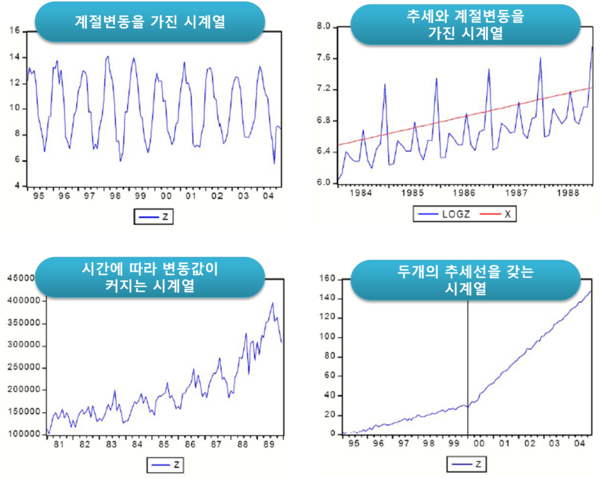 계절변동을 가진 시계열
16
14
12
10
8
6
4
95 96 97 98 99 00 01 02 03 04
Z
추세와 계절변동을
가진 시계열
8.0
7.6
7.2
6.8
6.4
6.0
1984 1985 1986 1987 1988
LOGZ X
시간에 따라 변동값이
커지는 시계열
450000
400000
350000
300000
250000
200000
150000
100000
81 82 83 84 85 86 87 88 89
Z
두개의 추세선을 갖는
시계열
160
140
120
100
80
60
40
20
0
95 96 97 98 99 00 01 02 03 04
Z